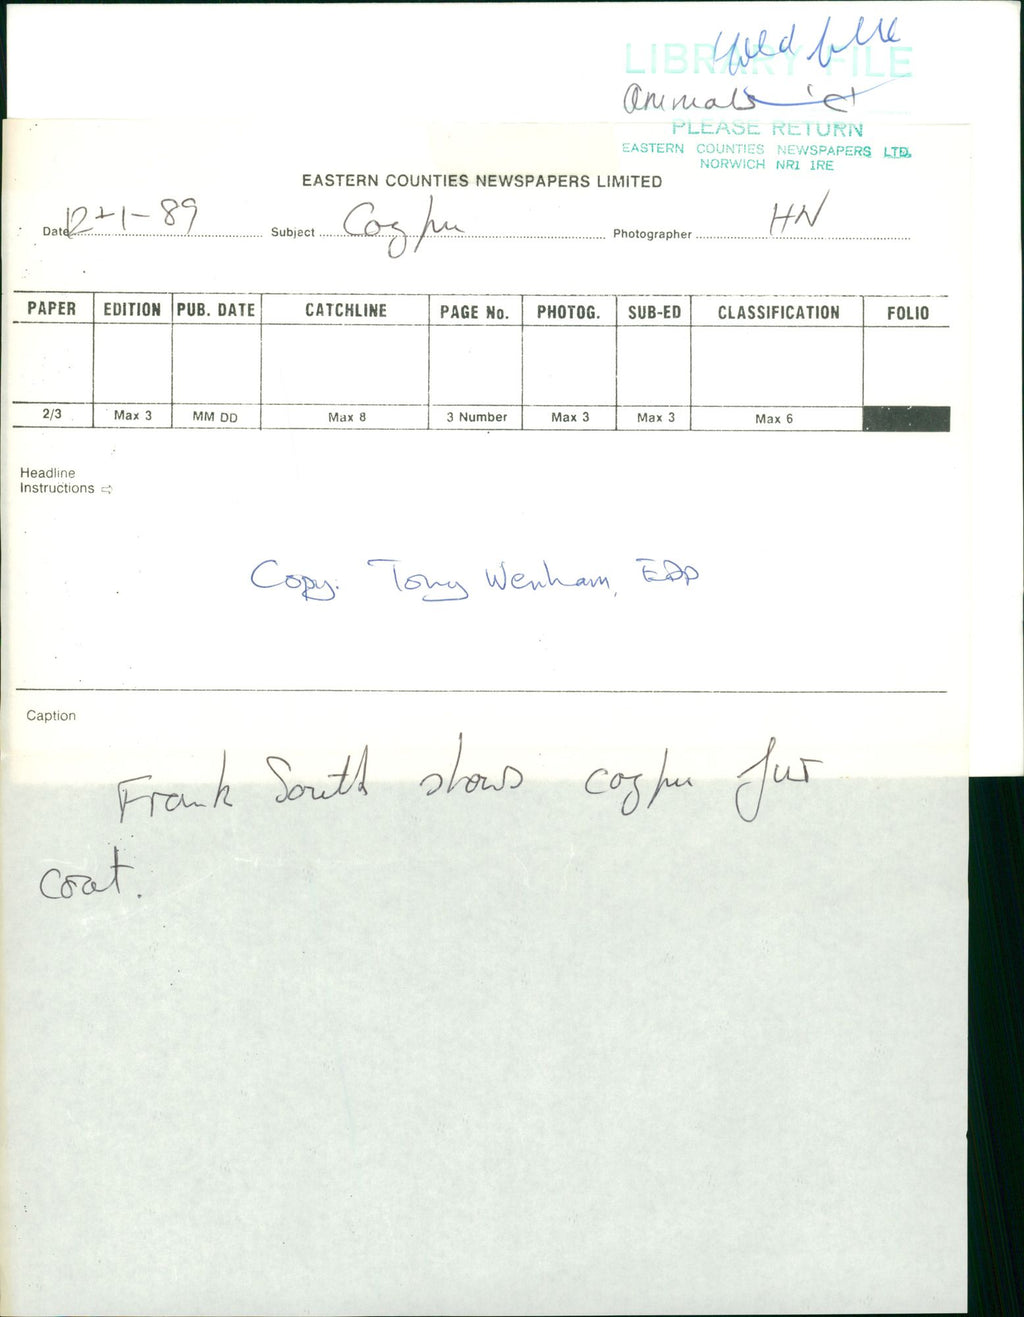 LIBRARY FILE
Animals 'C'
PLEASE RETURN
EASTERN COUNTIES NEWSPAPERS LTD.
NORWICH NR1 1RE
EASTERN COUNTIES NEWSPAPERS LIMITED
Date 12-1-89 Subject Coypu Photographer HN
PAPER EDITION PUB. DATE CATCHLINE PAGE No. PHOTOG. SUB-ED CLASSIFICATION FOLIO
2/3 Max 3 MM DD Max 8 3 Number Max 3 Max 3 Max 6
Headline
Instructions ⇨
Copy. Tony Wenham, EDP
Caption
Frank South shows coypu fur
coat.